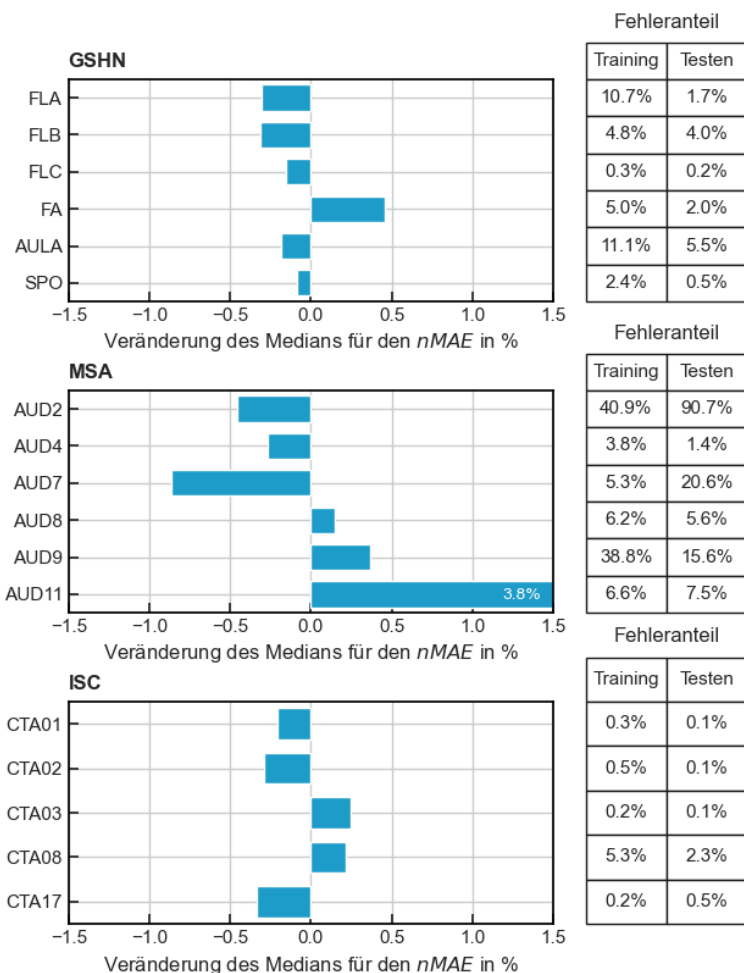 Fehleranteil
GSHN
Training Testen
FLA 10.7% 1.7%
FLB 4.8% 4.0%
FLC 0.3% 0.2%
FA 5.0% 2.0%
AULA 11.1% 5.5%
SPO 2.4% 0.5%
−1.5 −1.0 −0.5 0.0 0.5 1.0 1.5
Veränderung des Medians für den nMAE in %
Fehleranteil
MSA
Training Testen
AUD2 40.9% 90.7%
AUD4 3.8% 1.4%
AUD7 5.3% 20.6%
AUD8 6.2% 5.6%
AUD9 38.8% 15.6%
AUD11 3.8% 6.6% 7.5%
−1.5 −1.0 −0.5 0.0 0.5 1.0 1.5
Veränderung des Medians für den nMAE in %
Fehleranteil
ISC
Training Testen
CTA01 0.3% 0.1%
CTA02 0.5% 0.1%
CTA03 0.2% 0.1%
CTA08 5.3% 2.3%
CTA17 0.2% 0.5%
−1.5 −1.0 −0.5 0.0 0.5 1.0 1.5
Veränderung des Medians für den nMAE in %